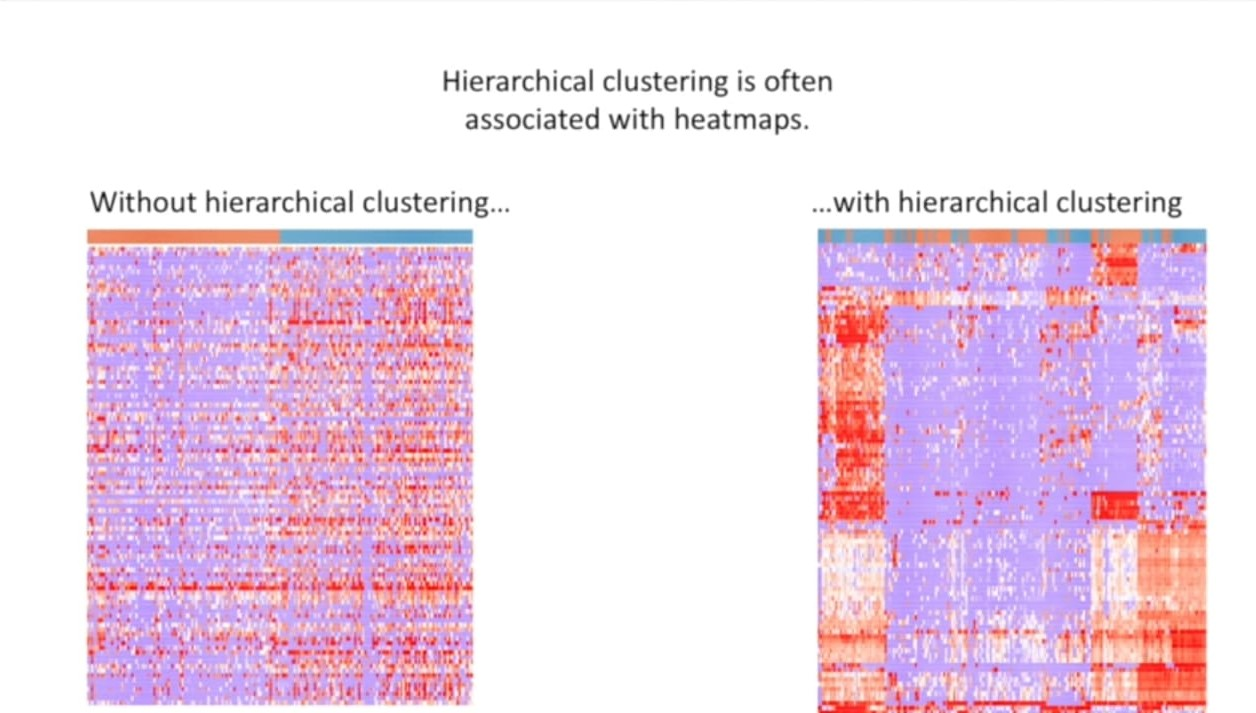 Hierarchical clustering is often
associated with heatmaps.
Without hierarchical clustering...
...with hierarchical clustering